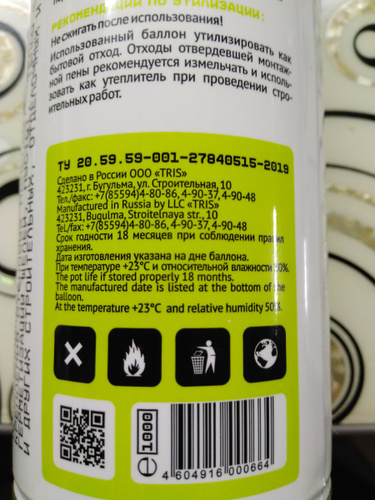 РЕКОМЕНДАЦИИ ПО УТИЛИЗАЦИИ:
Не сжигать после использования!
Использованный баллон утилизировать как
бытовой отход. Отходы отвердевшей монтаж-
ной пены рекомендуется измельчать и исполь-
зовать как утеплитель при проведении стро-
ительных работ.
ТУ 20.59.59-001-27840515-2019
Сделано в России ООО «TRIS»
423231, г. Бугульма, ул. Строительная, 10
Тел./факс: +7(85594)4-80-86, 4-90-37, 4-90-48
Manufactured in Russia by LLC «TRIS»
423231, Bugulma, Stroitelnaya str., 10
Tel./Fax: +7(85594)4-80-86, 4-90-37, 4-90-48
Срок годности 18 месяцев при соблюдении правил
хранения.
Дата изготовления указана на дне баллона.
При температуре +23°C и относительной влажности 50%.
The pot life if stored properly 18 months.
The manufactured date is listed at the bottom of the
balloon.
At the temperature +23°C and relative humidity 50%.
e 1000
4 604916 000664
И ДРУГИХ СТРОИТЕЛЬНЫХ, ОТДЕЛОЧНЫХ И